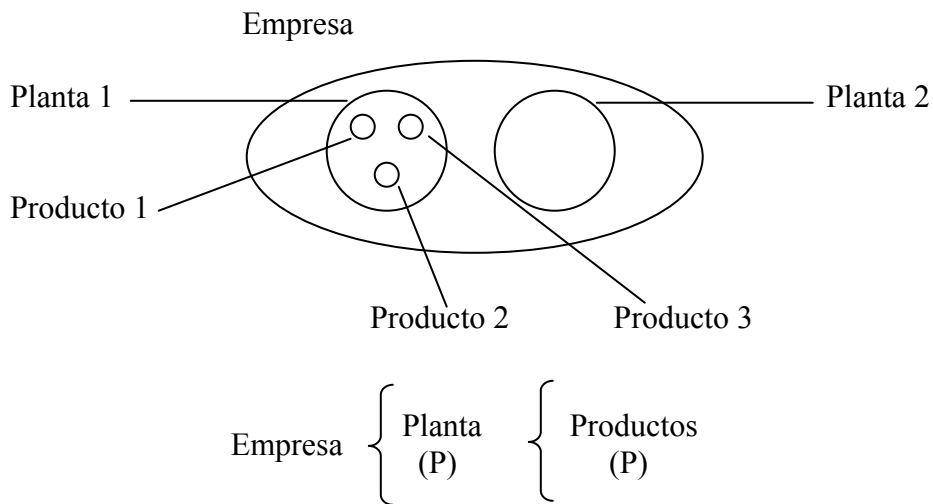 Empresa
Planta 1
Planta 2
Producto 1
Producto 2
Producto 3
Empresa
Planta
(P)
Productos
(P)